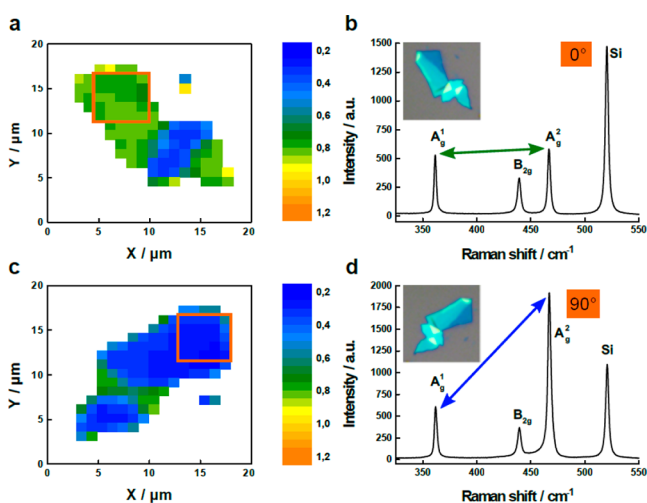 a
20
15
10
5
0
Y / µm
0 5 10 15 20
X / µm
0,2
0,4
0,6
0,8
1,0
1,2
b
1500
1250
1000
750
500
250
0
Intensity / a.u.
0°
Si
A¹g
B2g
A²g
350 400 450 500 550
Raman shift / cm⁻¹
c
20
15
10
5
0
Y / µm
0 5 10 15 20
X / µm
0,2
0,4
0,6
0,8
1,0
1,2
d
1750
1500
1250
1000
750
500
250
0
Intensity / a.u.
90°
A²g
Si
A¹g
B2g
350 400 450 500 550
Raman shift / cm⁻¹